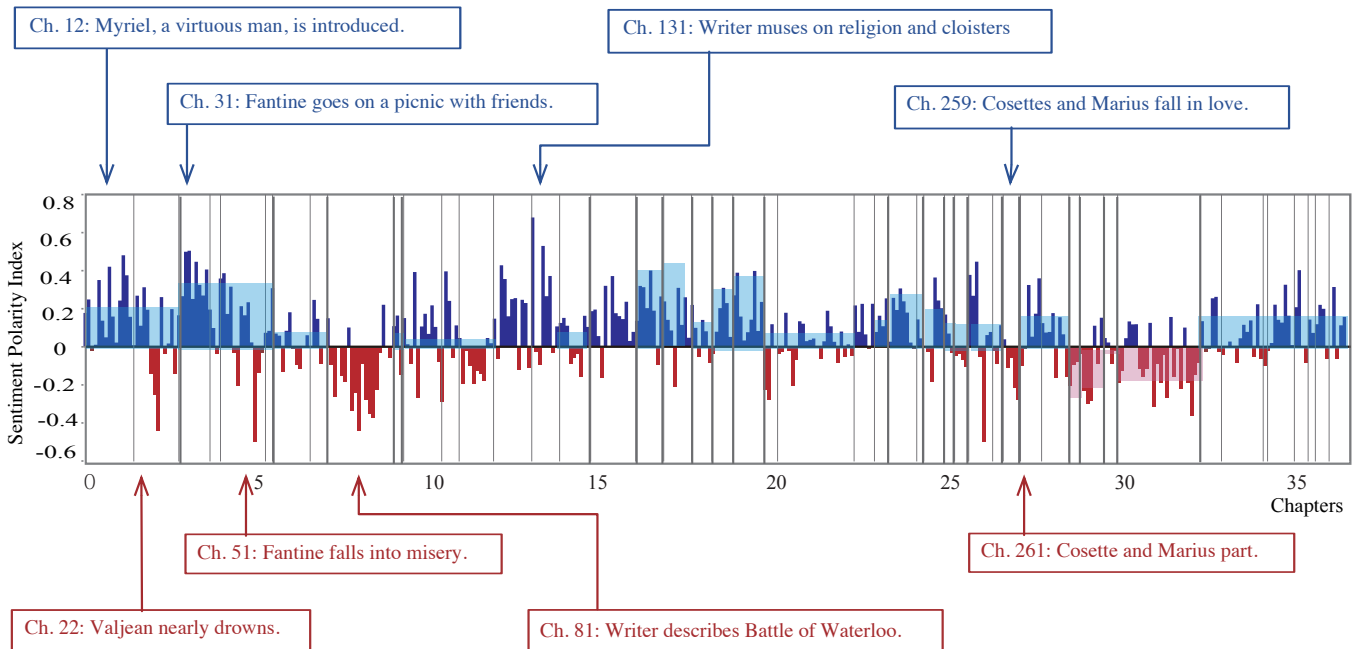 Ch. 12: Myriel, a virtuous man, is introduced.
Ch. 131: Writer muses on religion and cloisters
Ch. 31: Fantine goes on a picnic with friends.
Ch. 259: Cosettes and Marius fall in love.
Sentiment Polarity Index
0.8
0.6
0.4
0.2
0
-0.2
-0.4
-0.6
0 5 10 15 20 25 30 35
Chapters
Ch. 51: Fantine falls into misery.
Ch. 261: Cosette and Marius part.
Ch. 22: Valjean nearly drowns.
Ch. 81: Writer describes Battle of Waterloo.